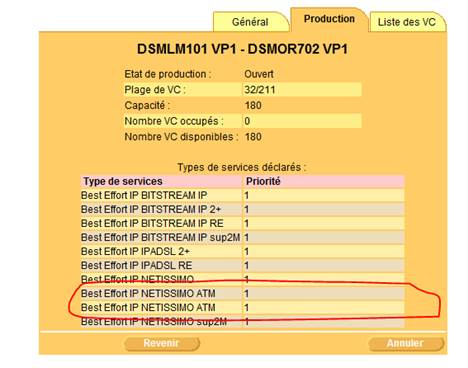 Général Production Liste des VC
DSMLM101 VP1 - DSMOR702 VP1
Etat de production : Ouvert
Plage de VC : 32/211
Capacité : 180
Nombre VC occupés : 0
Nombre VC disponibles : 180
Types de services déclarés :
Type de services Priorité
Best Effort IP BITSTREAM IP 1
Best Effort IP BITSTREAM IP 2+ 1
Best Effort IP BITSTREAM IP RE 1
Best Effort IP BITSTREAM IP sup2M 1
Best Effort IP IPADSL 2+ 1
Best Effort IP IPADSL RE 1
Best Effort IP NETISSIMO 1
Best Effort IP NETISSIMO ATM 1
Best Effort IP NETISSIMO ATM 1
Best Effort IP NETISSIMO sup2M 1
Revenir Annuler